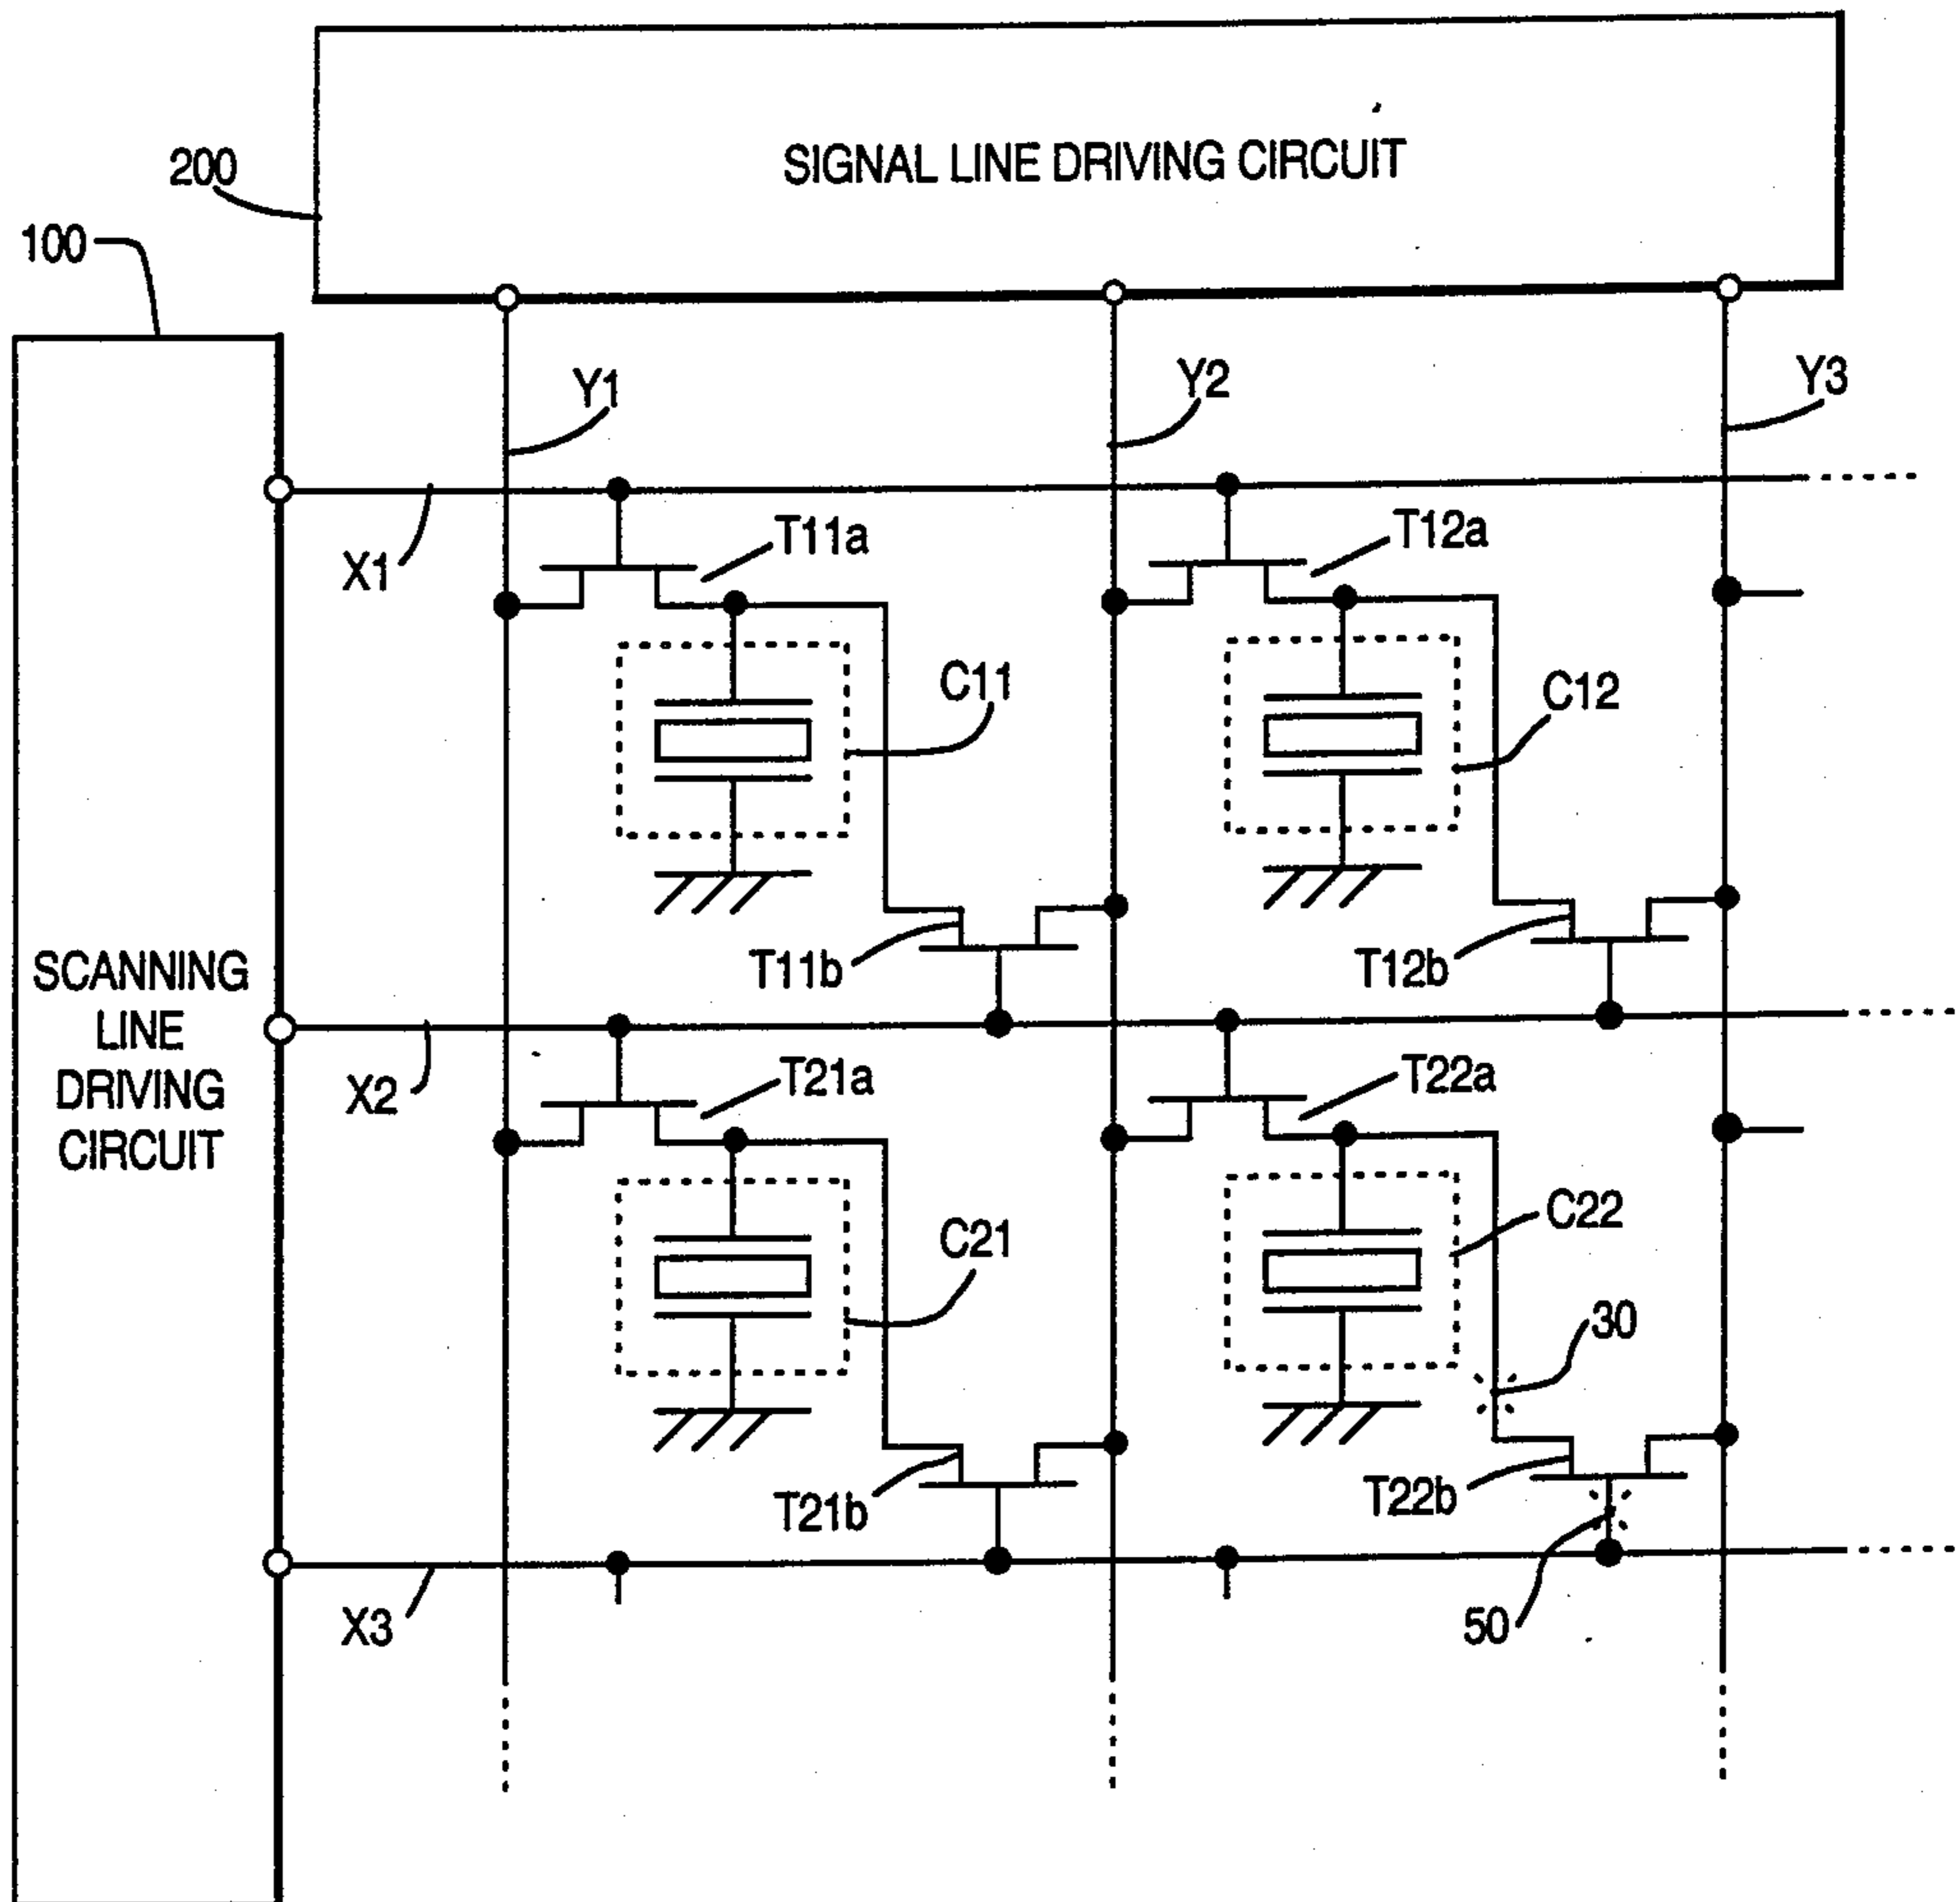 SIGNAL LINE DRIVING CIRCUIT
200
100
Y1
Y2
Y3
X1
T11a
T12a
C11
C12
T11b
T12b
SCANNING
LINE
DRIVING
CIRCUIT
X2
T21a
T22a
C21
C22
30
T21b
T22b
X3
50